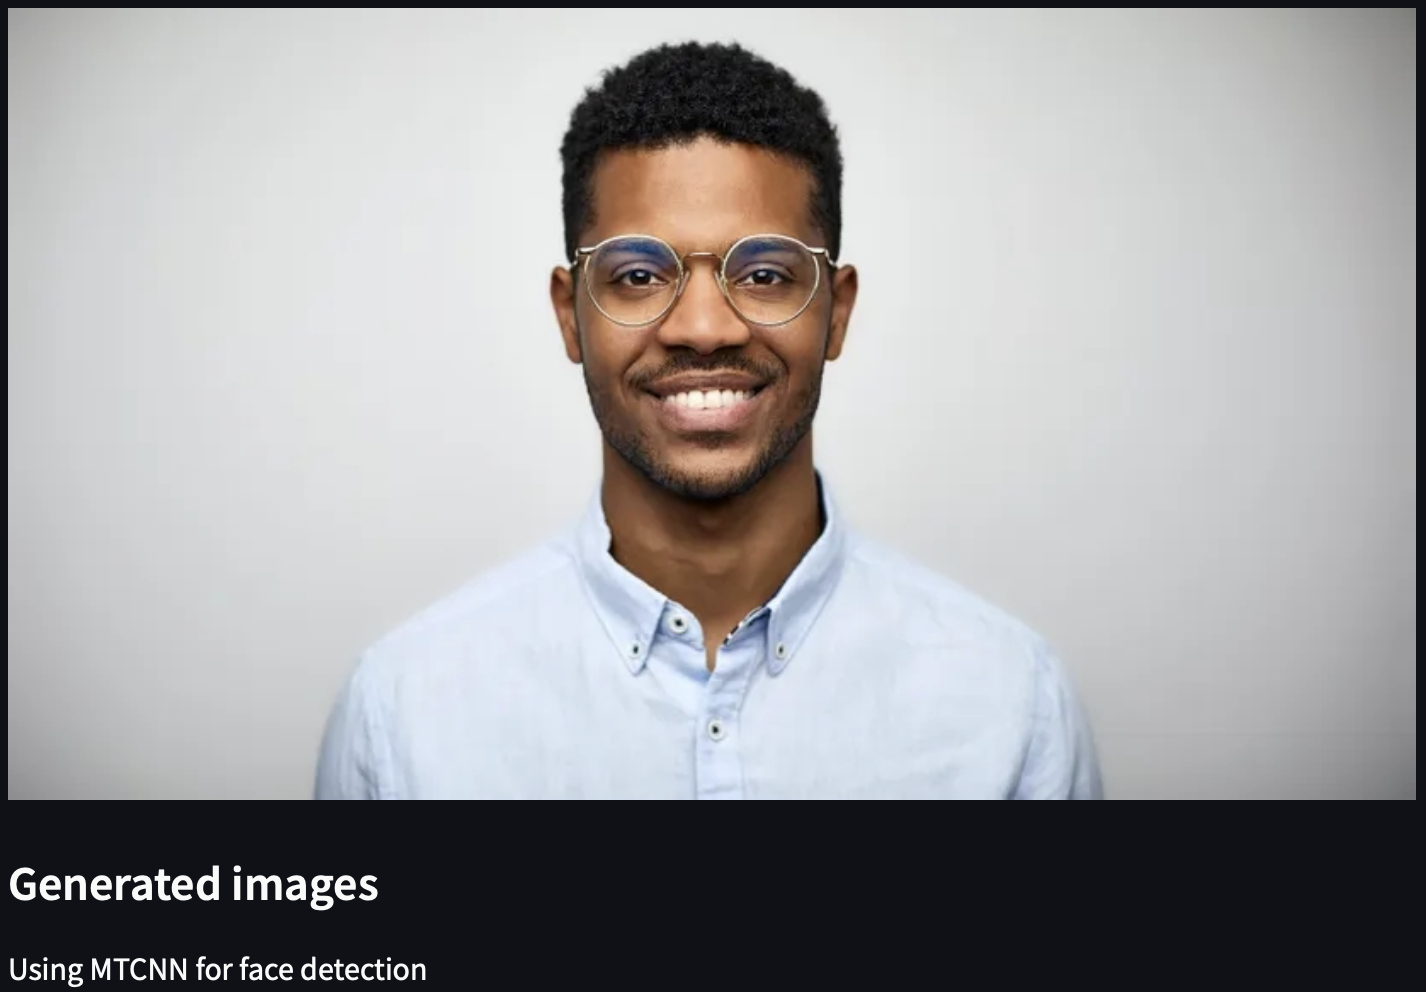 Generated images
Using MTCNN for face detection